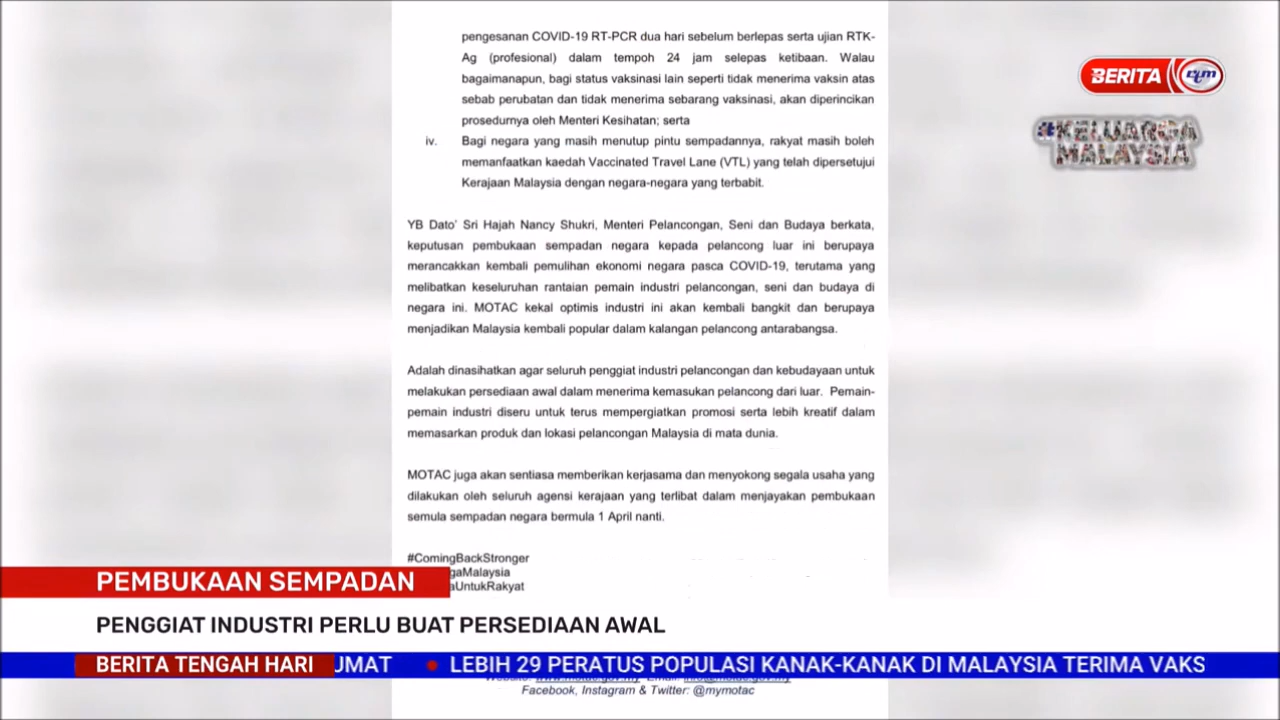 pengesanan COVID-19 RT-PCR dua hari sebelum berlepas serta ujian RTK-
Ag (profesional) dalam tempoh 24 jam selepas ketibaan. Walau
bagaimanapun, bagi status vaksinasi lain seperti tidak menerima vaksin atas
sebab perubatan dan tidak menerima sebarang vaksinasi, akan diperincikan
prosedurnya oleh Menteri Kesihatan; serta
iv. Bagi negara yang masih menutup pintu sempadannya, rakyat masih boleh
memanfaatkan kaedah Vaccinated Travel Lane (VTL) yang telah dipersetujui
Kerajaan Malaysia dengan negara-negara yang terbabit.
YB Dato' Sri Hajah Nancy Shukri, Menteri Pelancongan, Seni dan Budaya berkata,
keputusan pembukaan sempadan negara kepada pelancong luar ini berupaya
merancakkan kembali pemulihan ekonomi negara pasca COVID-19, terutama yang
melibatkan keseluruhan rantaian pemain industri pelancongan, seni dan budaya di
negara ini. MOTAC kekal optimis industri ini akan kembali bangkit dan berupaya
menjadikan Malaysia kembali popular dalam kalangan pelancong antarabangsa.
Adalah dinasihatkan agar seluruh penggiat industri pelancongan dan kebudayaan untuk
melakukan persediaan awal dalam menerima kemasukan pelancong dari luar. Pemain-
pemain industri diseru untuk terus mempergiatkan promosi serta lebih kreatif dalam
memasarkan produk dan lokasi pelancongan Malaysia di mata dunia.
MOTAC juga akan sentiasa memberikan kerjasama dan menyokong segala usaha yang
dilakukan oleh seluruh agensi kerajaan yang terlibat dalam menjayakan pembukaan
semula sempadan negara bermula 1 April nanti.
#ComingBackStronger
gaMalaysia
aUntukRakyat
BERITA rtm
#KELUARGA
MALAYSIA
PEMBUKAAN SEMPADAN
PENGGIAT INDUSTRI PERLU BUAT PERSEDIAAN AWAL
BERITA TENGAH HARI UMAT • LEBIH 29 PERATUS POPULASI KANAK-KANAK DI MALAYSIA TERIMA VAKS
Facebook, Instagram & Twitter: @mymotac